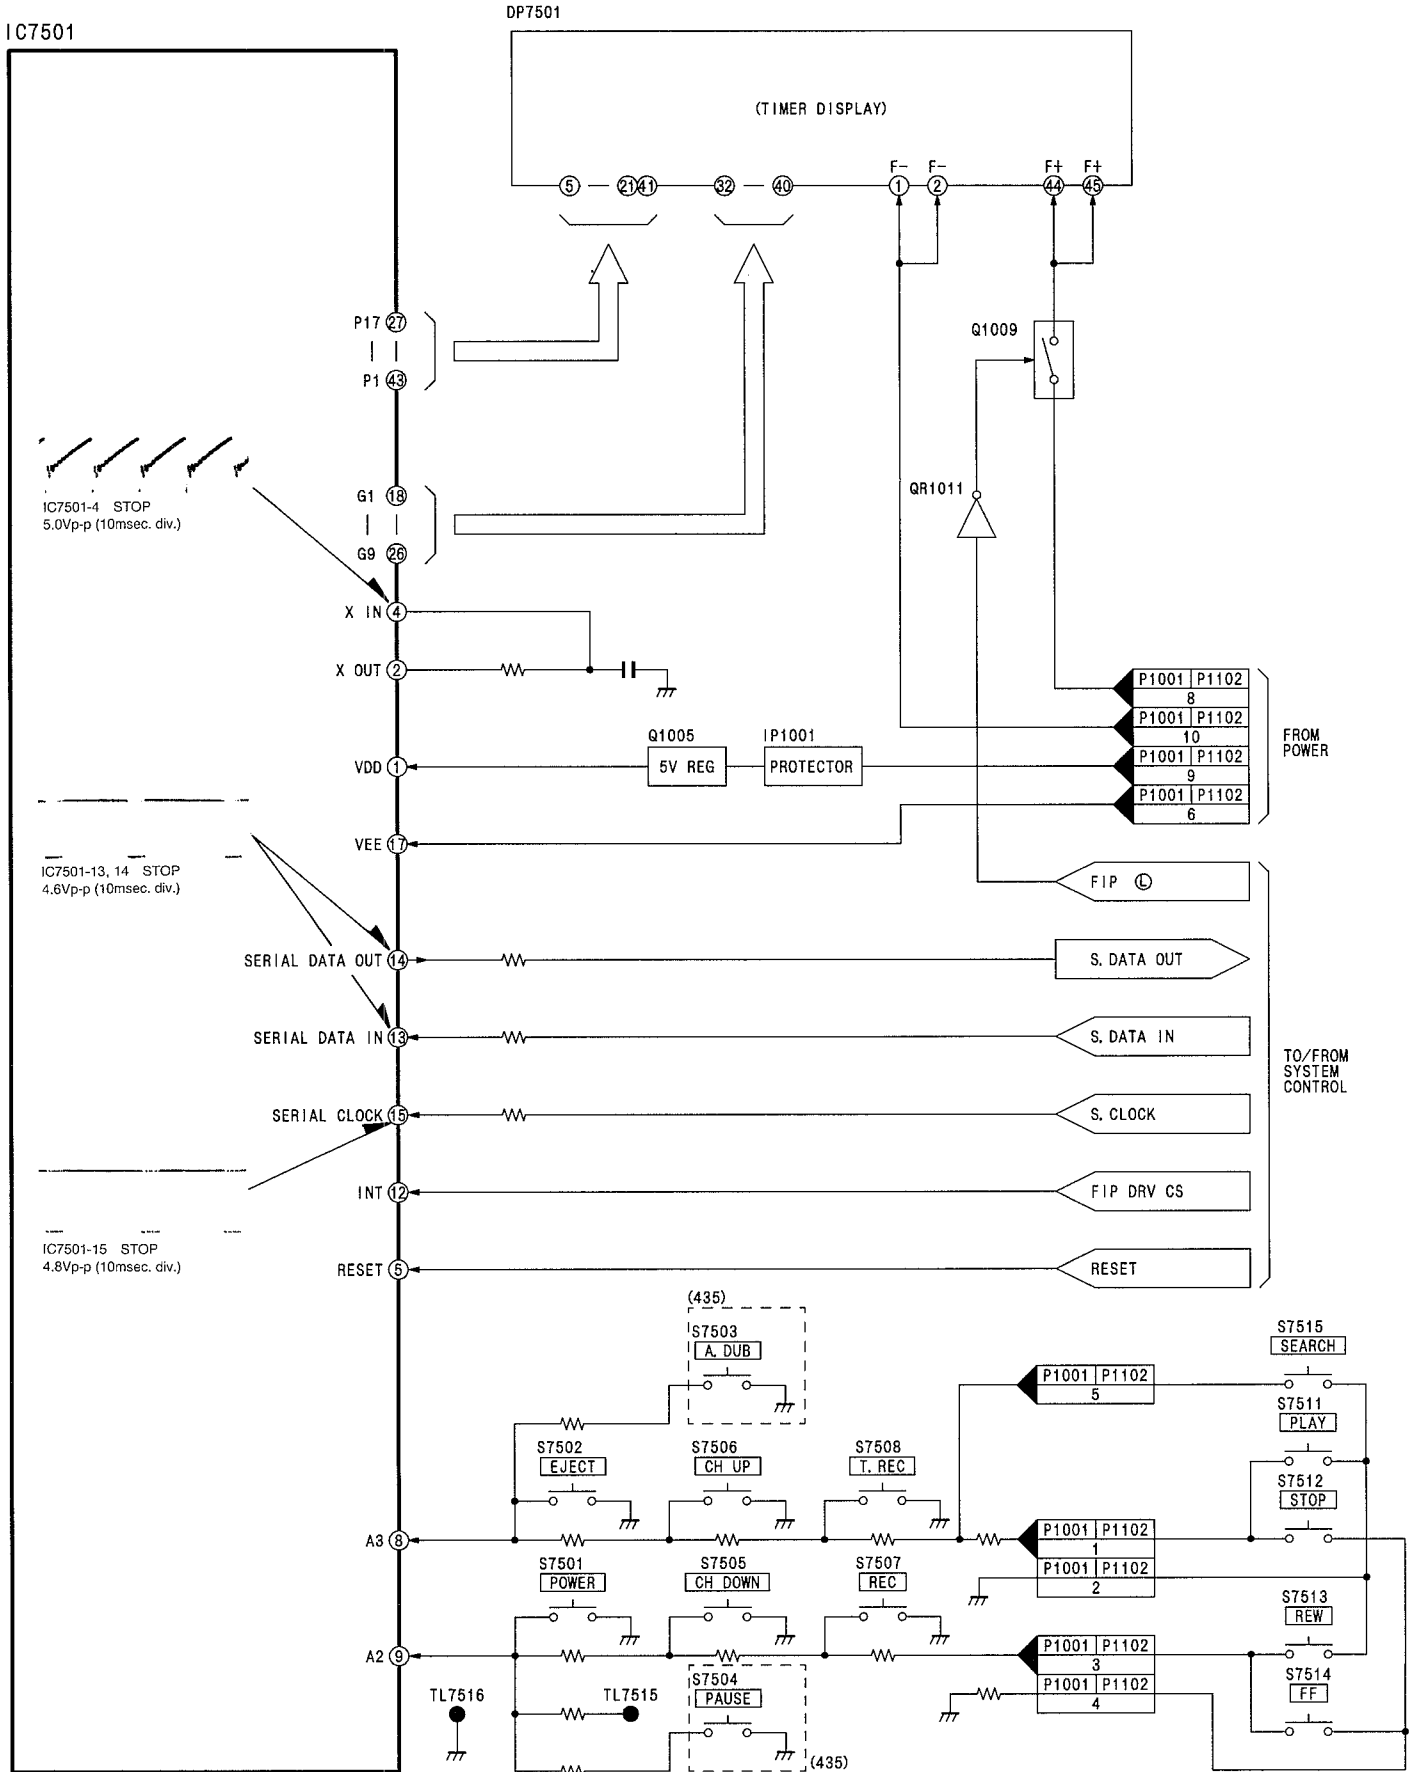 IC7501
DP7501
(TIMER DISPLAY)
F- F- F+ F+
5 — 21 41 32 — 40 1 2 44 45
P17 27
P1 43
Q1009
IC7501-4 STOP
5.0Vp-p (10msec. div.)
G1 18
G9 26
QR1011
X IN 4
X OUT 2
P1001 P1102
8
P1001 P1102
10
P1001 P1102
9
P1001 P1102
6
FROM
POWER
Q1005
5V REG
IP1001
PROTECTOR
VDD 1
VEE 17
IC7501-13, 14 STOP
4.6Vp-p (10msec. div.)
FIP L
SERIAL DATA OUT 14
S. DATA OUT
SERIAL DATA IN 13
S. DATA IN
TO/FROM
SYSTEM
CONTROL
SERIAL CLOCK 15
S. CLOCK
INT 12
FIP DRV CS
IC7501-15 STOP
4.8Vp-p (10msec. div.)
RESET 5
RESET
(435)
S7503
A. DUB
S7515
SEARCH
P1001 P1102
5
S7511
PLAY
S7502
EJECT
S7506
CH UP
S7508
T. REC
S7512
STOP
A3 8
P1001 P1102
1
P1001 P1102
2
S7501
POWER
S7505
CH DOWN
S7507
REC
S7513
REW
A2 9
P1001 P1102
3
P1001 P1102
4
S7514
FF
TL7516
TL7515
S7504
PAUSE
(435)